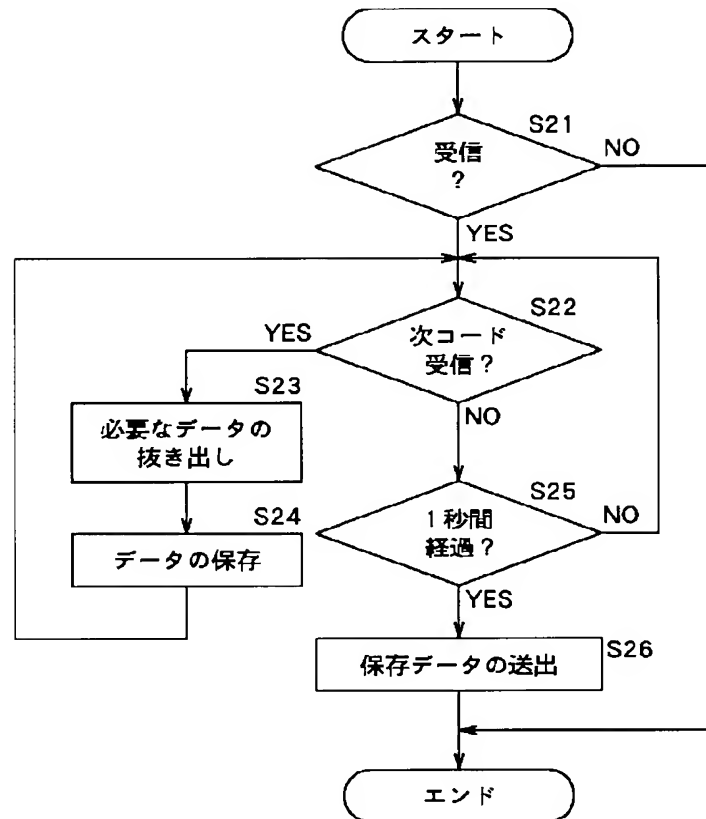 スタート
S21
受信
?
NO
YES
S22
次コード
受信?
YES
NO
S23
必要なデータの
抜き出し
S24
データの保存
S25
1秒間
経過?
NO
YES
S26
保存データの送出
エンド